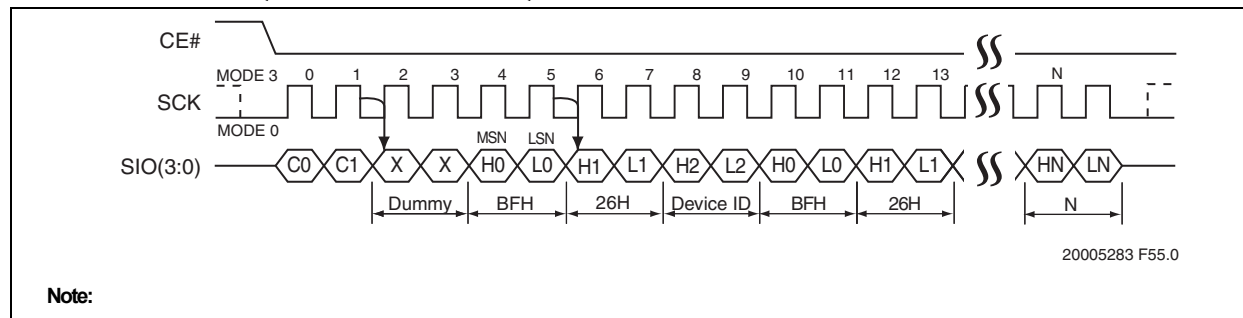 CE#
MODE 3 0 1 2 3 4 5 6 7 8 9 10 11 12 13 N
SCK
MODE 0
MSN LSN
SIO(3:0) C0 C1 X X H0 L0 H1 L1 H2 L2 H0 L0 H1 L1 HN LN
Dummy BFH 26H Device ID BFH 26H N
20005283 F55.0
Note: